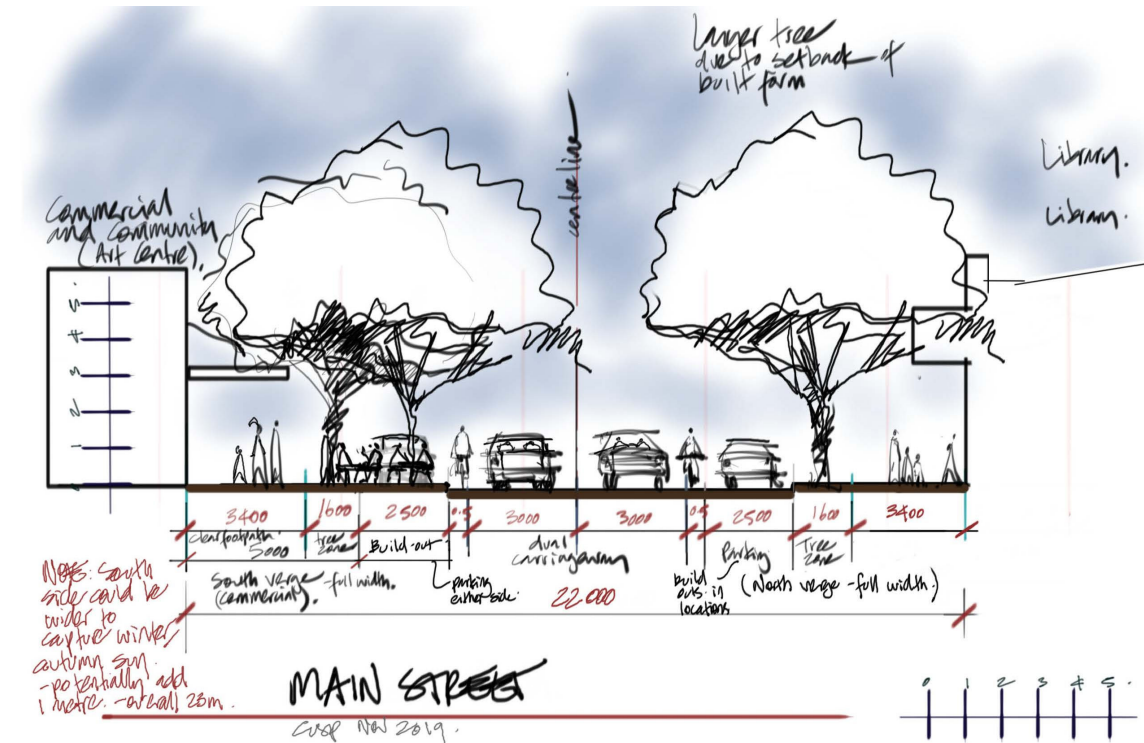 Larger tree
due to setback of
built form
centreline
Library.
Library.
Commercial
and Community
(Art Centre).
5.
4
3
2
1
3400
1600
2500
0.5
3000
3000
0.5
2500
1600
3400
clear footpath.
tree zone
Build-out
dual
carriageway
Parking
Tree
zone
5000
South verge - full width.
(commercial).
parking
either side.
22 000
build
outs in
locations
(North verge - full width.)
NOTE: South
side could be
wider to
capture winter/
autumn sun.
- potentially add
1 metre. - overall 23m.
MAIN STREET
cusp Nov 2019.
0 1 2 3 4 5.